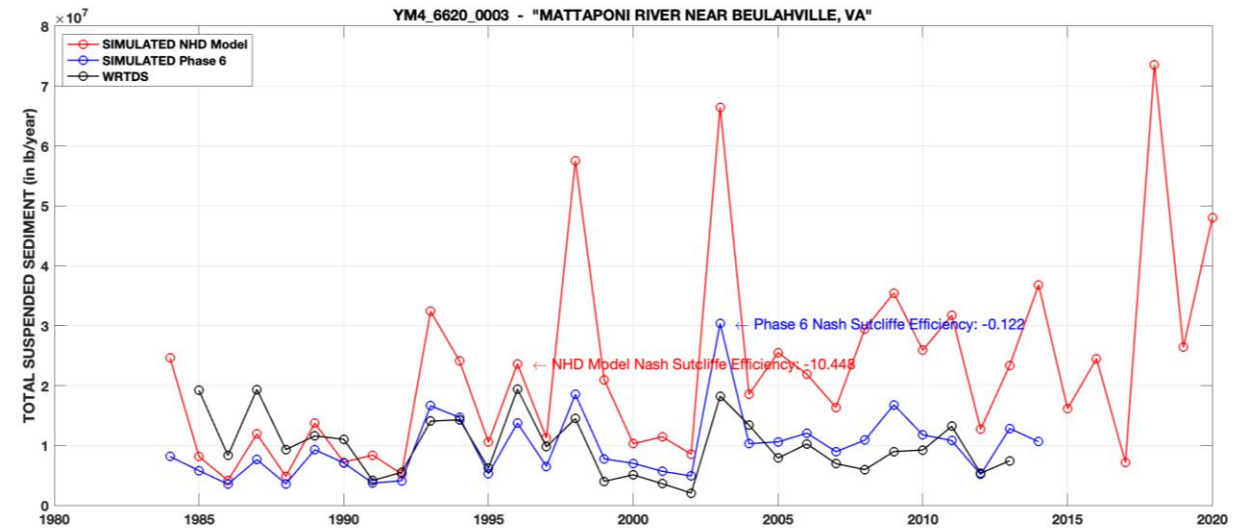 YM4_6620_0003 - "MATTAPONI RIVER NEAR BEULAHVILLE, VA"
×10⁷
SIMULATED NHD Model
SIMULATED Phase 6
WRTDS
TOTAL SUSPENDED SEDIMENT (in lb/year)
8
7
6
5
4
3
2
1
0
← Phase 6 Nash Sutcliffe Efficiency: -0.122
← NHD Model Nash Sutcliffe Efficiency: -10.448
1980 1985 1990 1995 2000 2005 2010 2015 2020